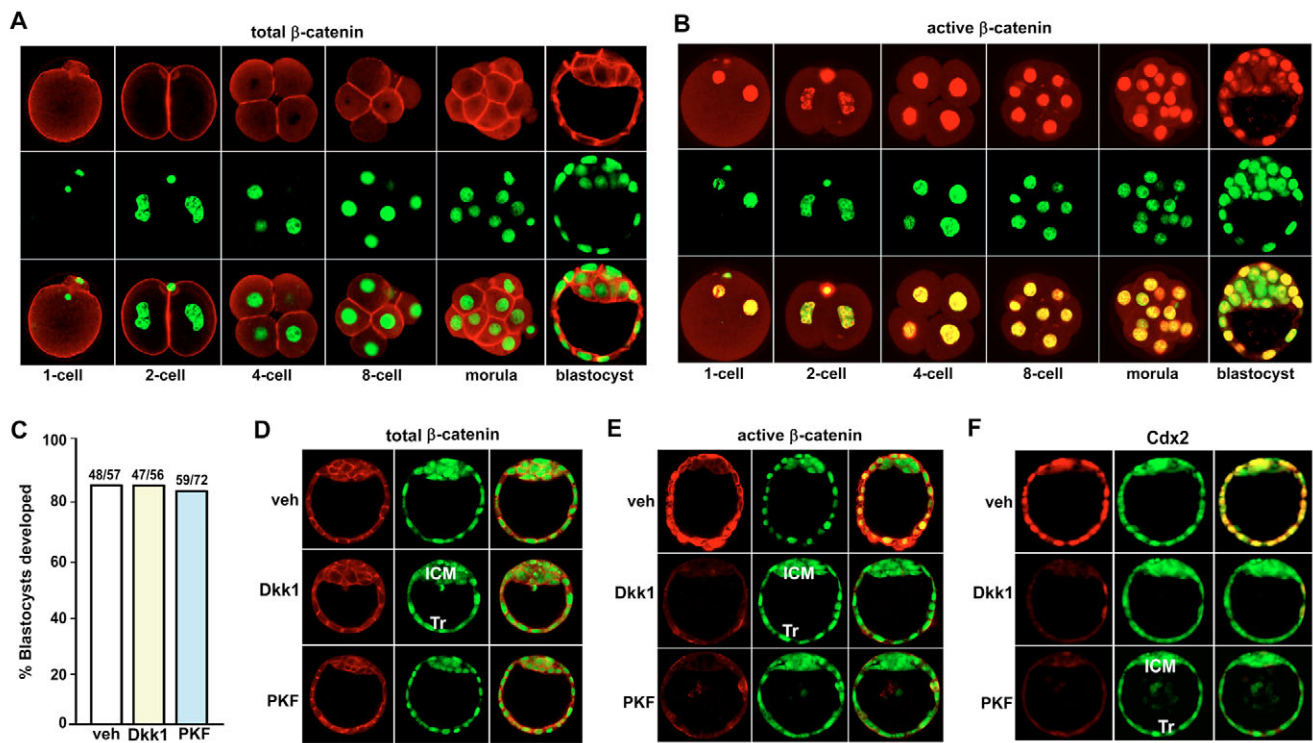 A
total β-catenin
1-cell
2-cell
4-cell
8-cell
morula
blastocyst
B
active β-catenin
1-cell
2-cell
4-cell
8-cell
morula
blastocyst
C
% Blastocysts developed
100
80
60
40
20
0
48/57
47/56
59/72
veh
Dkk1
PKF
D
total β-catenin
veh
Dkk1
ICM
Tr
PKF
E
active β-catenin
veh
Dkk1
ICM
Tr
PKF
F
Cdx2
veh
Dkk1
PKF
ICM
Tr